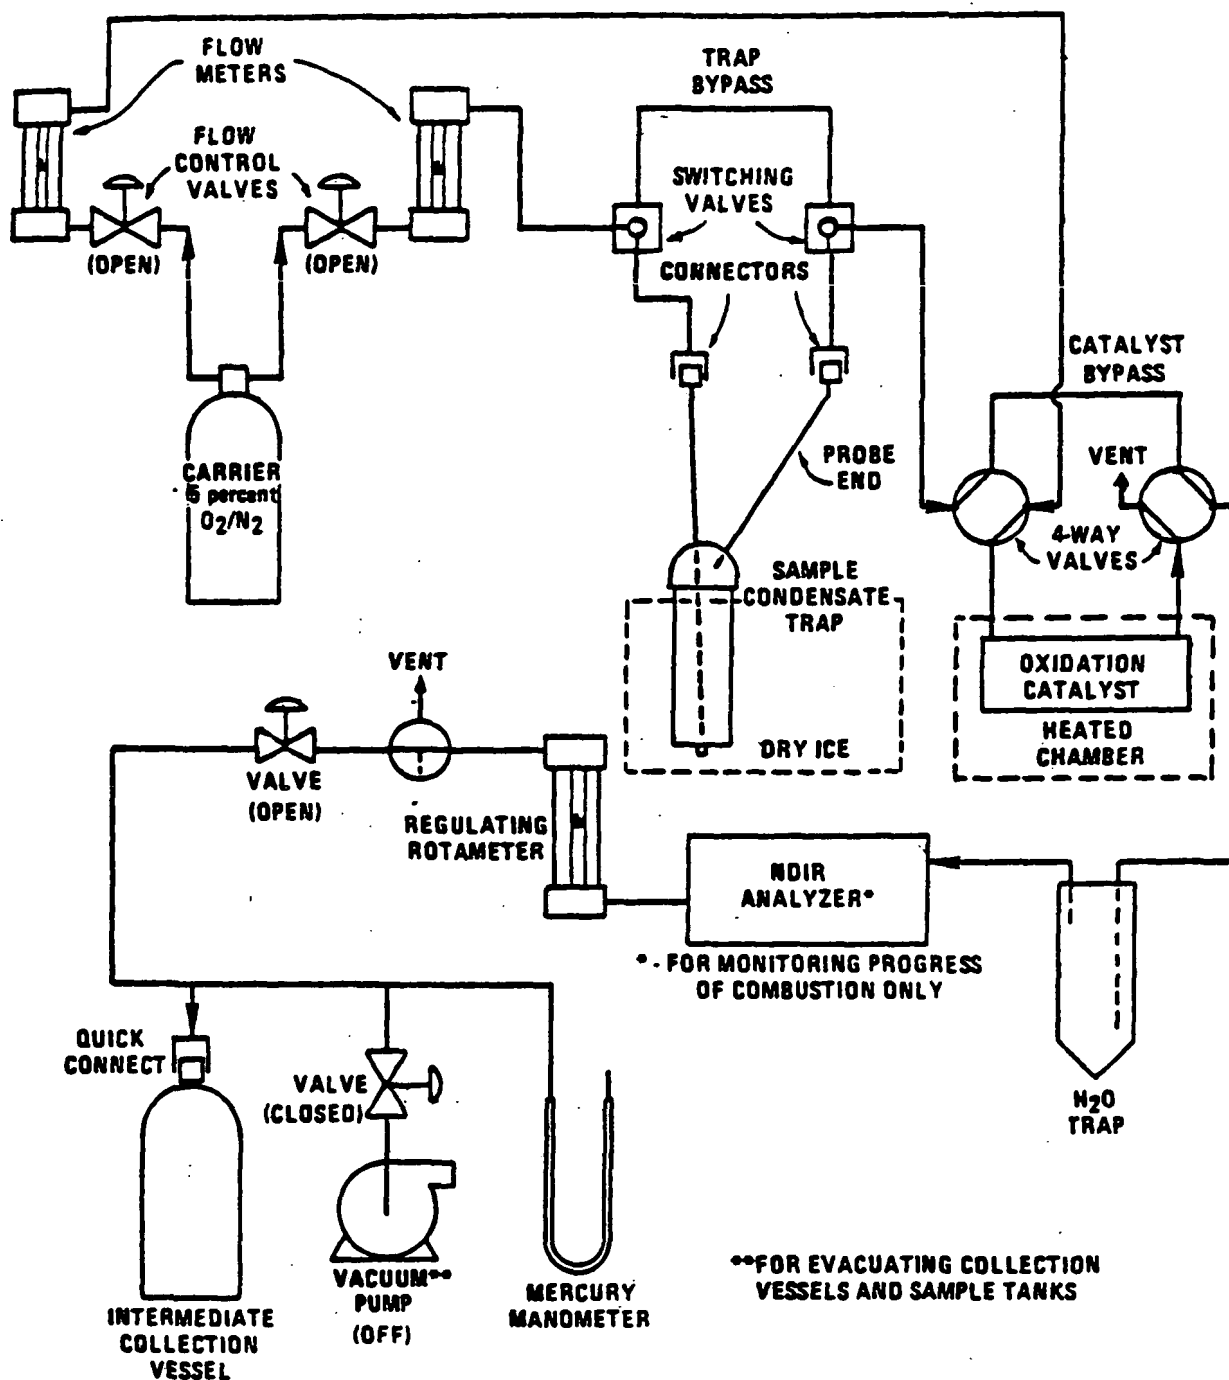 FLOW
METERS
TRAP
BYPASS
FLOW
CONTROL
VALVES
SWITCHING
VALVES
(OPEN)
(OPEN)
CONNECTORS
CATALYST
BYPASS
CARRIER
5 percent
O2/N2
PROBE
END
VENT
4-WAY
VALVES
SAMPLE
CONDENSATE
TRAP
VENT
OXIDATION
CATALYST
DRY ICE
HEATED
CHAMBER
VALVE
(OPEN)
REGULATING
ROTAMETER
NDIR
ANALYZER*
* - FOR MONITORING PROGRESS
OF COMBUSTION ONLY
QUICK
CONNECT
VALVE
(CLOSED)
H2O
TRAP
VACUUM**
PUMP
(OFF)
MERCURY
MANOMETER
**FOR EVACUATING COLLECTION
VESSELS AND SAMPLE TANKS
INTERMEDIATE
COLLECTION
VESSEL